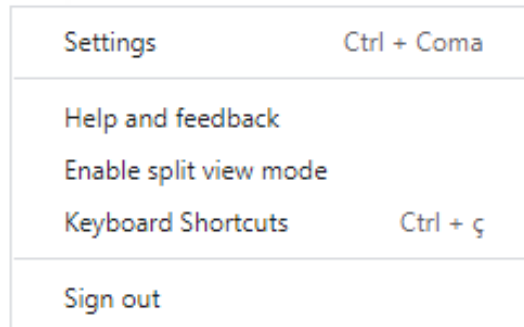 Settings Ctrl + Coma
Help and feedback
Enable split view mode
Keyboard Shortcuts Ctrl + ç
Sign out